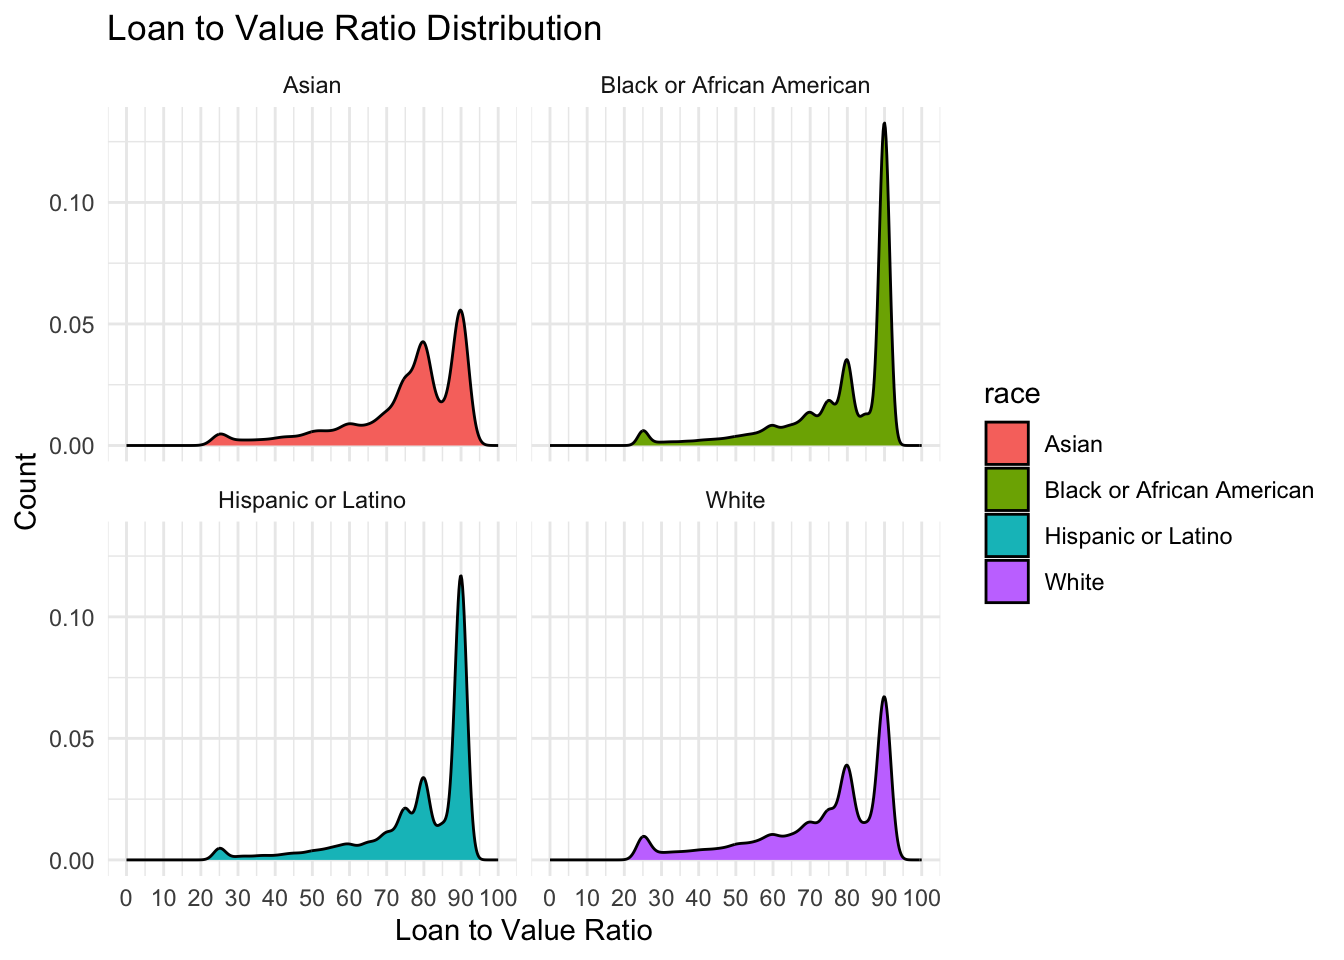 Loan to Value Ratio Distribution
Asian
Black or African American
0.10
0.05
0.00
Hispanic or Latino
White
0.10
0.05
0.00
0 10 20 30 40 50 60 70 80 90 100
0 10 20 30 40 50 60 70 80 90 100
Loan to Value Ratio
Count
race
Asian
Black or African American
Hispanic or Latino
White